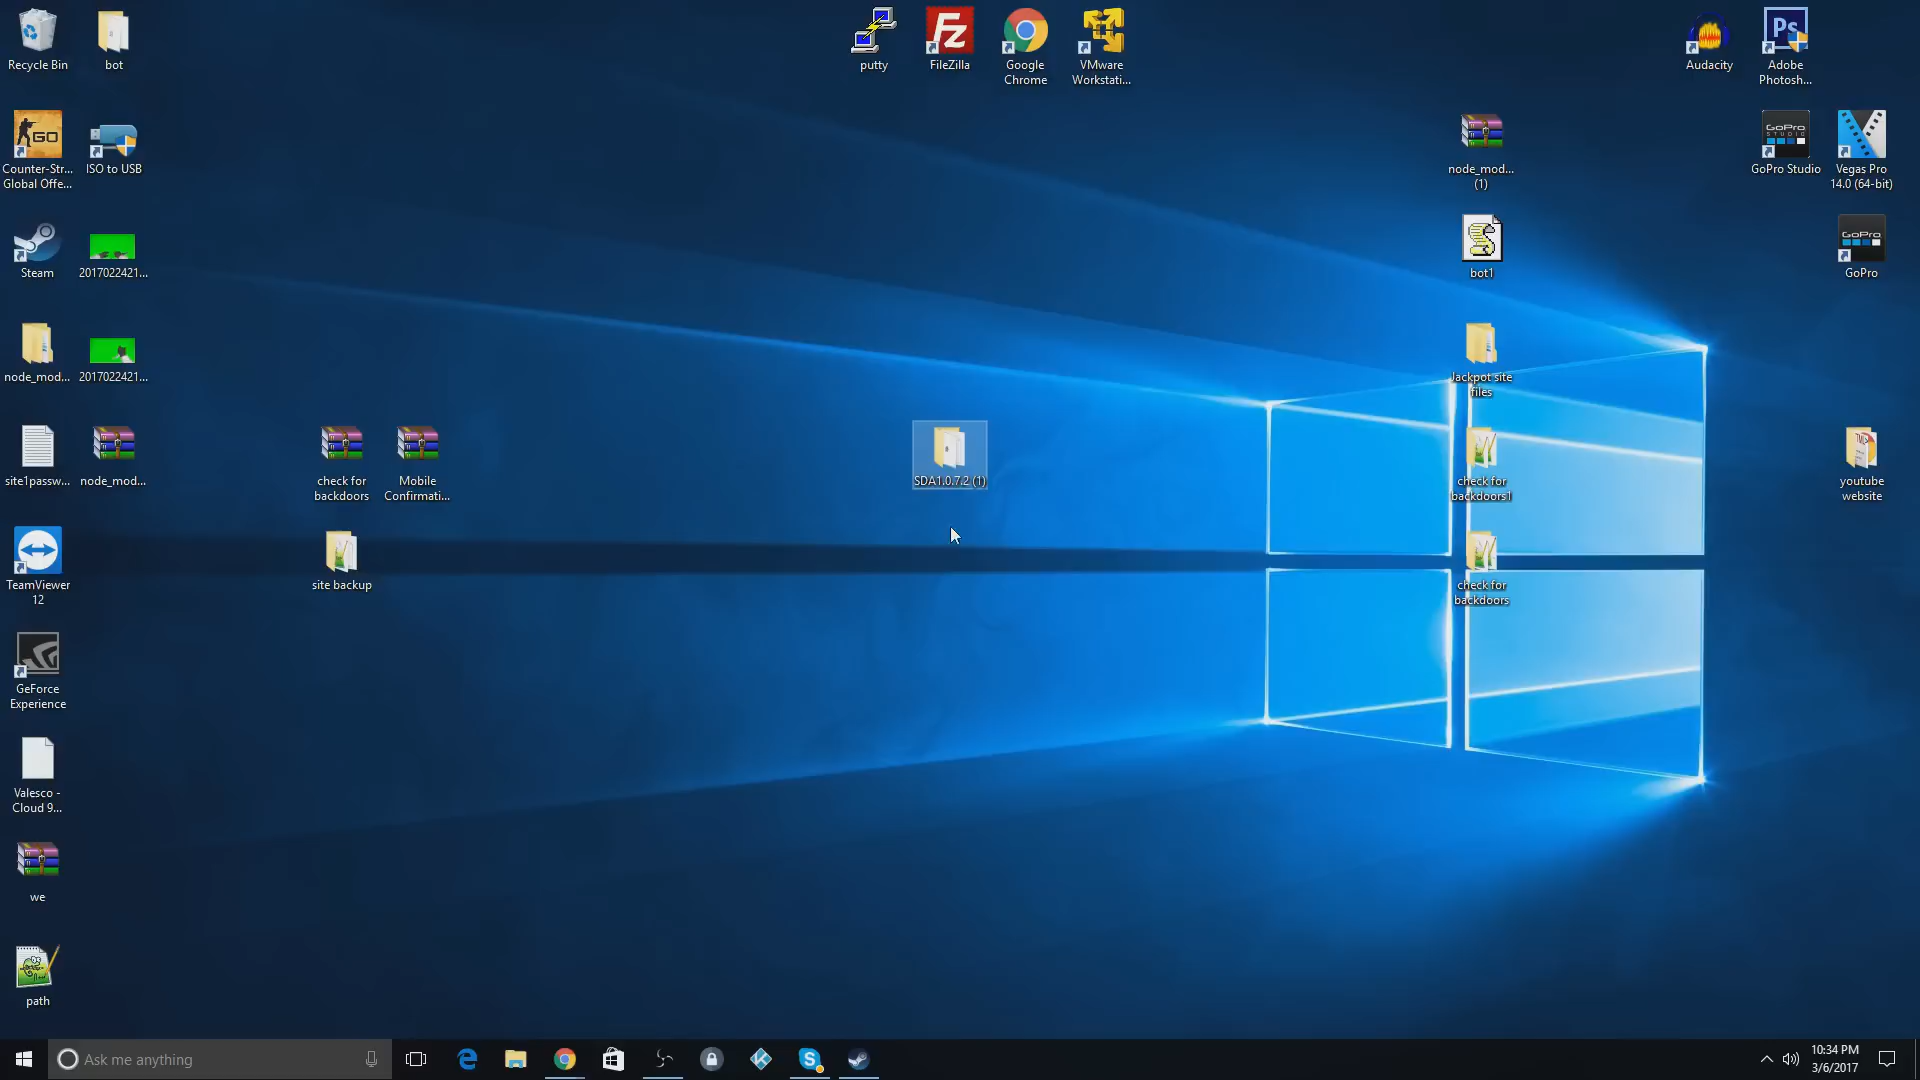 Recycle Bin
bot
putty
FileZilla
Google
Chrome
VMware
Workstati...
Audacity
Adobe
Photosh...
Counter-Str...
Global Offe...
ISO to USB
node_mod...
(1)
GoPro Studio
Vegas Pro
14.0 (64-bit)
Steam
2017022421...
bot1
GoPro
node_mod...
2017022421...
Jackpot site
files
site1passw...
node_mod...
check for
backdoors
Mobile
Confirmati...
SDA1.0.7.2 (1)
check for
backdoors1
youtube
website
TeamViewer
12
site backup
check for
backdoors
GeForce
Experience
Valesco -
Cloud 9...
we
path
Ask me anything
10:34 PM
3/6/2017